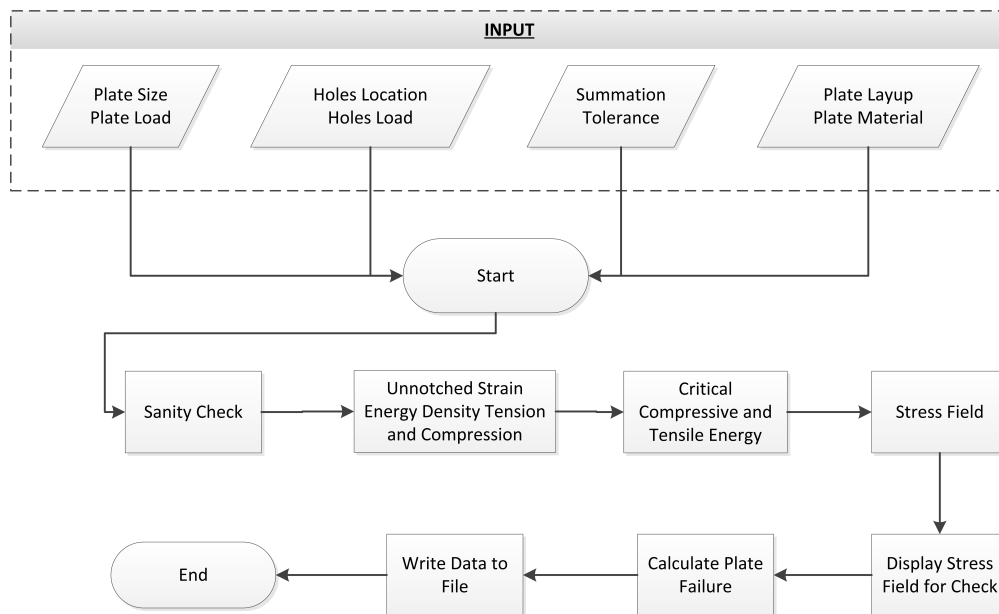 INPUT
Plate Size
Plate Load
Holes Location
Holes Load
Summation
Tolerance
Plate Layup
Plate Material
Start
Sanity Check
Unnotched Strain
Energy Density Tension
and Compression
Critical
Compressive and
Tensile Energy
Stress Field
End
Write Data to
File
Calculate Plate
Failure
Display Stress
Field for Check